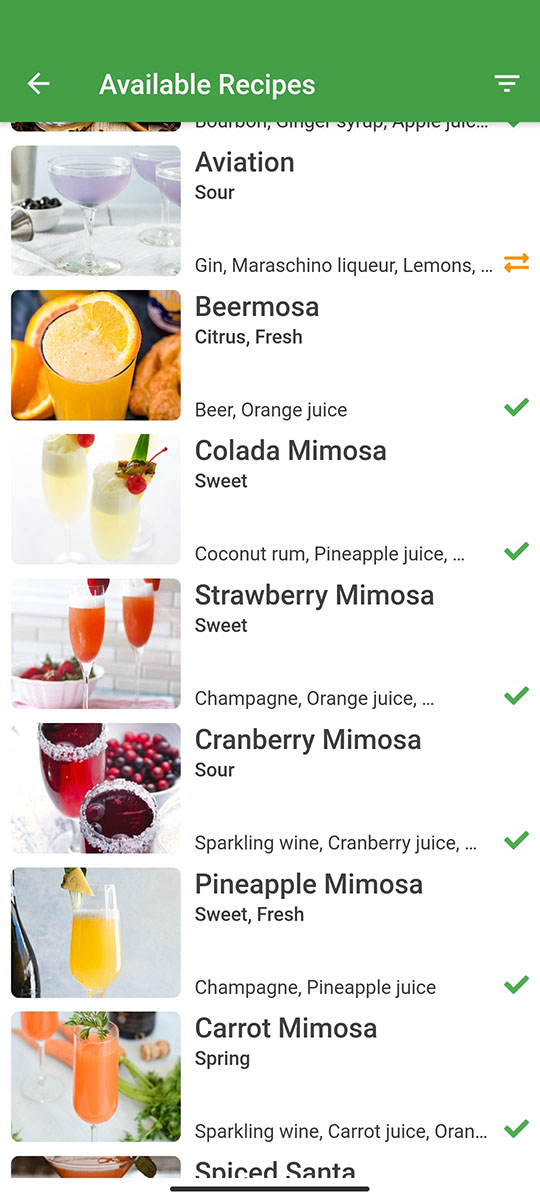 Available Recipes
Bourbon, Ginger syrup, Apple juic...
Aviation
Sour
Gin, Maraschino liqueur, Lemons, ...
Beermosa
Citrus, Fresh
Beer, Orange juice
Colada Mimosa
Sweet
Coconut rum, Pineapple juice, ...
Strawberry Mimosa
Sweet
Champagne, Orange juice, ...
Cranberry Mimosa
Sour
Sparkling wine, Cranberry juice, ...
Pineapple Mimosa
Sweet, Fresh
Champagne, Pineapple juice
Carrot Mimosa
Spring
Sparkling wine, Carrot juice, Oran...
Spiced Santa